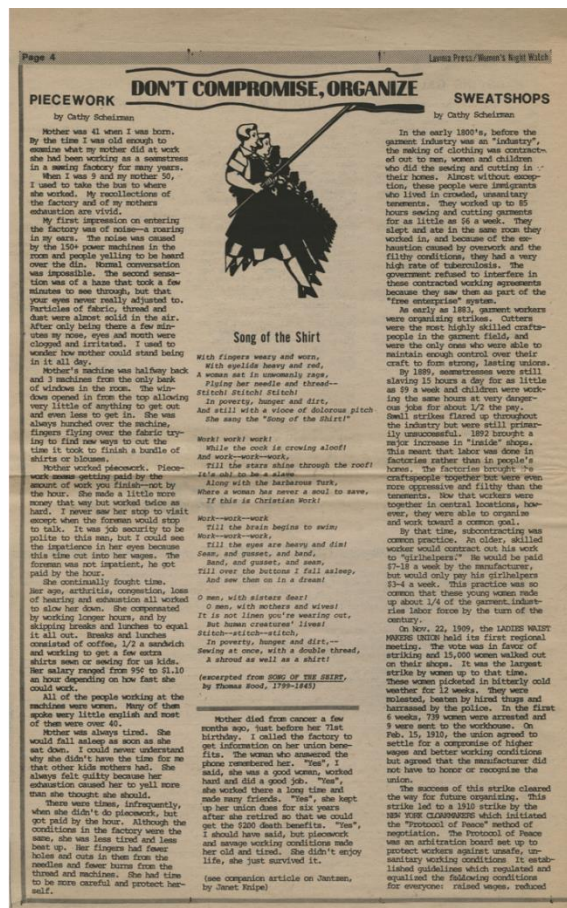 Page 4
Lavoza Press/Women's Night Watch
DON'T COMPROMISE, ORGANIZE
PIECEWORK
by Cathy Scheirman
Mother was 41 when I was born.
By the time I was old enough to
examine what my mother did at work
she had been working as a seamstress
in a sewing factory for many years.
When I was 9 and my mother 50,
I used to take the bus to where
she worked. My recollections of
the factory and of my mothers
exhaustion are vivid.
My first impression on entering
the factory was of noise--a roaring
in my ears. The noise was caused
by the 150+ power machines in the
room and people yelling to be heard
over the din. Normal conversation
was impossible. The second sensa-
tion was of a haze that took a few
minutes to see through, but that
your eyes never really adjusted to.
Particles of fabric, thread and
dust were almost solid in the air.
After only being there a few min-
utes my nose, eyes and mouth were
clogged and irritated. I used to
wonder how mother could stand being
in it all day.
Mother's machine was halfway back
and 3 machines from the only bank
of windows in the room. The win-
dows opened in from the top allowing
very little of anything to get out
and even less to get in. She was
always hunched over the machine,
fingers flying over the fabric try-
ing to find new ways to cut the
time it took to finish a bundle of
shirts or blouses.
Mother worked piecework. Piece-
work means getting paid by the
amount of work you finish--not by
the hour. She made a little more
money that way but worked twice as
hard. I never saw her stop to visit
except when the foreman would stop
to talk. It was job security to be
polite to this man, but I could see
the impatience in her eyes because
this time cut into her wages. The
foreman was not impatient, he got
paid by the hour.
She continually fought time.
Her age, arthritis, congestion, loss
of hearing and exhaustion all worked
to slow her down. She compensated
by working longer hours, and by
skipping breaks and lunches to equal
it all out. Breaks and lunches
consisted of coffee, 1/2 a sandwich
and working to get a few extra
shirts sewn or sewing for us kids.
Her salary ranged from 95¢ to $1.10
an hour depending on how fast she
could work.
All of the people working at the
machines were women. Many of them
spoke very little english and most
of them were over 40.
Mother was always tired. She
would fall asleep as soon as she
sat down. I could never understand
why she didn't have the time for me
that other kids mothers had. She
always felt guilty because her
exhaustion caused her to yell more
than she thought she should.
There were times, infrequently,
when she didn't do piecework, but
got paid by the hour. Although the
conditions in the factory were the
same, she was less tired and less
beat up. Her fingers had fewer
holes and cuts in them from the
needles and fewer burns from the
thread and machines. She had time
to be more careful and protect her-
self.
Song of the Shirt
With fingers weary and worn,
With eyelids heavy and red,
A woman sat in unwomanly rags,
Plying her needle and thread--
Stitch! Stitch! Stitch!
In poverty, hunger and dirt,
And still with a vioce of dolorous pitch
She sang the "Song of the Shirt!"
Work! work! work!
While the cock is crowing aloof!
And work--work--work,
Till the stars shine through the roof!
It's oh! to be a slave
Along with the barbarous Turk,
Where a woman has never a soul to save,
If this is Christian Work!
Work--work--work
Till the brain begins to swim;
Work--work--work,
Till the eyes are heavy and dim!
Seam, and gusset, and band,
Band, and gusset, and seam,
Till over the buttons I fall asleep,
And sew them on in a dream!
O men, with sisters dear!
O men, with mothers and wives!
It is not linen you're wearing out,
But human creatures' lives!
Stitch--stitch--stitch,
In poverty, hunger and dirt,--
Sewing at once, with a double thread,
A shroud as well as a shirt!
(excerpted from SONG OF THE SHIRT,
by Thomas Hood, 1799-1845)
Mother died from cancer a few
months ago, just before her 71st
birthday. I called the factory to
get information on her union bene-
fits. The woman who answered the
phone remembered her. "Yes", I
said, she was a good woman, worked
hard and did a good job. "Yes",
she worked there a long time and
made many friends. "Yes", she kept
up her union dues for six years
after she retired so that we could
get the $200 death benefits. "Yes",
I should have said, but piecework
and savage working conditions made
her old and tired. She didn't enjoy
life, she just survived it.
(see companion article on Jantzen,
by Janet Knipe)
SWEATSHOPS
by Cathy Scheirman
In the early 1800's, before the
garment industry was an "industry",
the making of clothing was contract-
ed out to men, women and children
who did the sewing and cutting in
their homes. Almost without excep-
tion, these people were immigrants
who lived in crowded, unsanitary
tenements. They worked up to 85
hours sewing and cutting garments
for as little as $6 a week. They
slept and ate in the same room they
worked in, and because of the ex-
haustion caused by overwork and the
filthy conditions, they had a very
high rate of tuberculosis. The
government refused to interfere in
these contracted working agreements
because they saw them as part of the
"free enterprise" system.
As early as 1883, garment workers
were organizing strikes. Cutters
were the most highly skilled crafts-
people in the garment field, and
were the only ones who were able to
maintain enough control over their
craft to form strong, lasting unions.
By 1889, seamstresses were still
slaving 15 hours a day for as little
as $9 a week and children were work-
ing the same hours at very danger-
ous jobs for about 1/2 the pay.
Small strikes flared up throughout
the industry but were still primar-
ily unsucessful. 1892 brought a
major increase in "inside" shops.
This meant that labor was done in
factories rather than in people's
homes. The factories brought the
craftspeople together but were even
more oppressive and filthy than the
tenements. Now that workers were
together in central locations, how-
ever, they were able to organize
and work toward a common goal.
By that time, subcontracting was
common practice. An older, skilled
worker would contract out his work
to "girlhelpers." He would be paid
$7-18 a week by the manufacturer,
but would only pay his girlhelpers
$3-4 a week. This practice was so
common that these young women made
up about 1/4 of the garment indust-
ries labor force by the turn of the
century.
On Nov. 22, 1909, the LADIES WAIST
MAKERS UNION held its first regional
meeting. The vote was in favor of
striking and 15,000 women walked out
on their shops. It was the largest
strike by women up to that time.
These women picketed in bitterly cold
weather for 12 weeks. They were
molested, beaten by hired thugs and
harrassed by the police. In the first
6 weeks, 739 women were arrested and
9 were sent to the workhouse. On
Feb. 15, 1910, the union agreed to
settle for a compromise of higher
wages and better working conditions
but agreed that the manufacturer did
not have to honor or recognise the
union.
The success of this strike cleared
the way for future organizing. This
strike led to a 1910 strike by the
NEW YORK CLOAKMAKERS which initiated
the "Protocol of Peace" method of
negotiation. The Protocol of Peace
was an arbitration board set up to
protect workers against unsafe, un-
sanitary working conditions. It estab-
lished guidelines which regulated and
equalized the following conditions
for everyone: raised wages, reduced